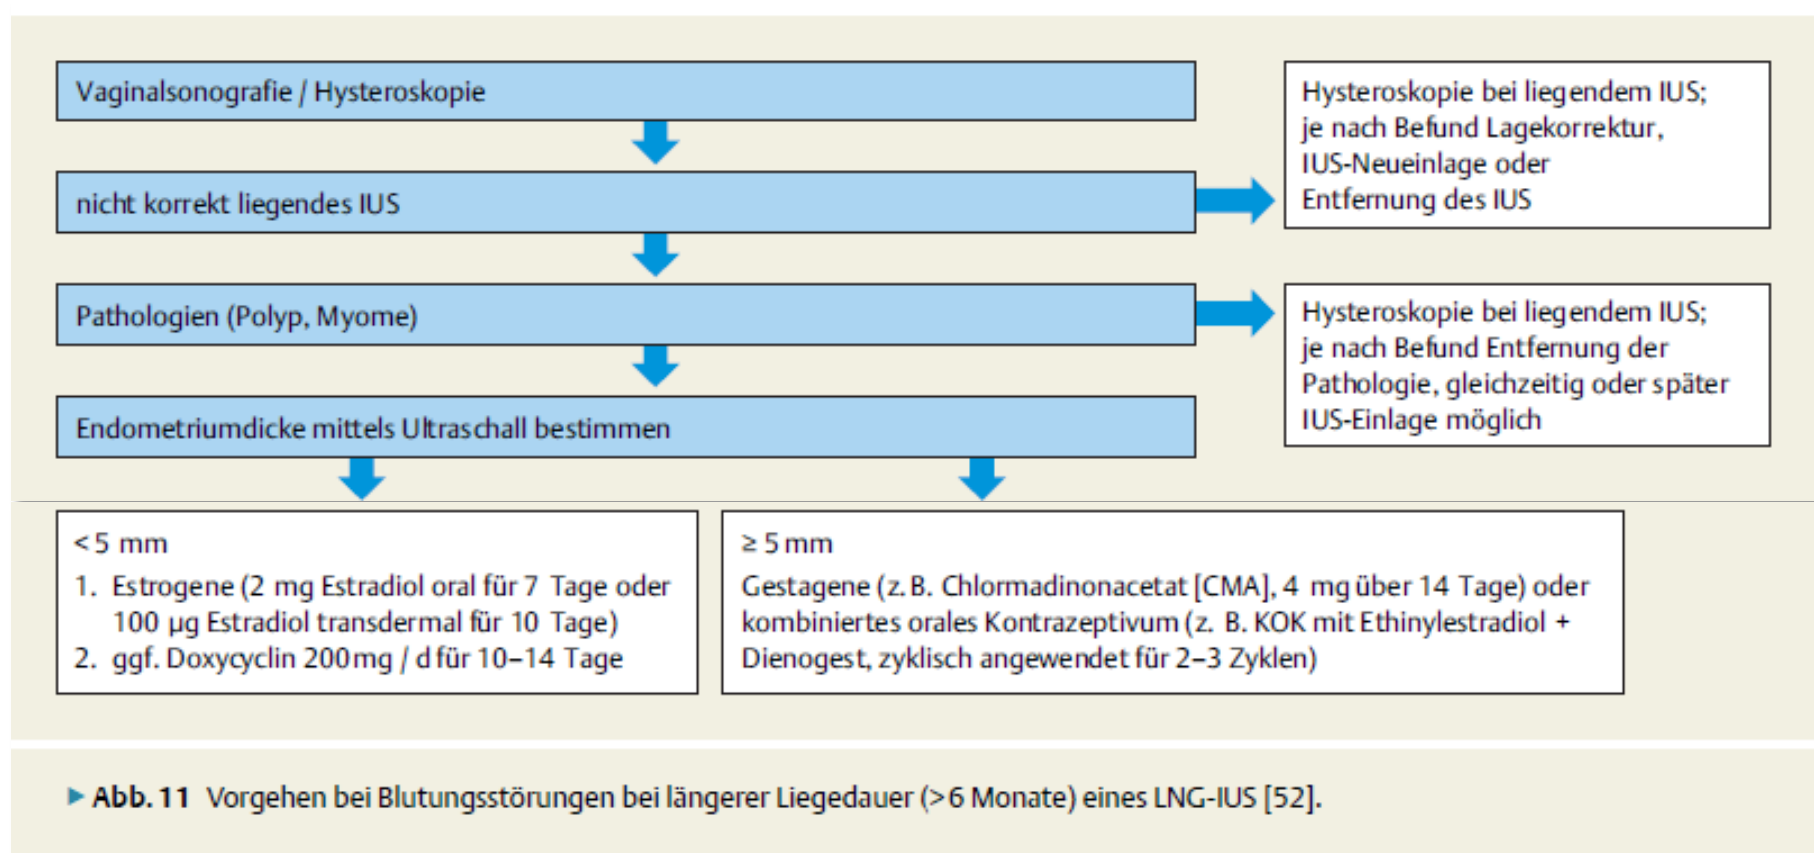 Vaginalsonografie / Hysteroskopie
Hysteroskopie bei liegendem IUS;
je nach Befund Lagekorrektur,
IUS-Neueinlage oder
Entfernung des IUS
nicht korrekt liegendes IUS
Pathologien (Polyp, Myome)
Hysteroskopie bei liegendem IUS;
je nach Befund Entfernung der
Pathologie, gleichzeitig oder später
IUS-Einlage möglich
Endometriumdicke mittels Ultraschall bestimmen
< 5 mm
1. Estrogene (2 mg Estradiol oral für 7 Tage oder
100 µg Estradiol transdermal für 10 Tage)
2. ggf. Doxycyclin 200 mg / d für 10–14 Tage
≥ 5 mm
Gestagene (z. B. Chlormadinonacetat [CMA], 4 mg über 14 Tage) oder
kombiniertes orales Kontrazeptivum (z. B. KOK mit Ethinylestradiol +
Dienogest, zyklisch angewendet für 2–3 Zyklen)
▶ Abb. 11 Vorgehen bei Blutungsstörungen bei längerer Liegedauer (> 6 Monate) eines LNG-IUS [52].